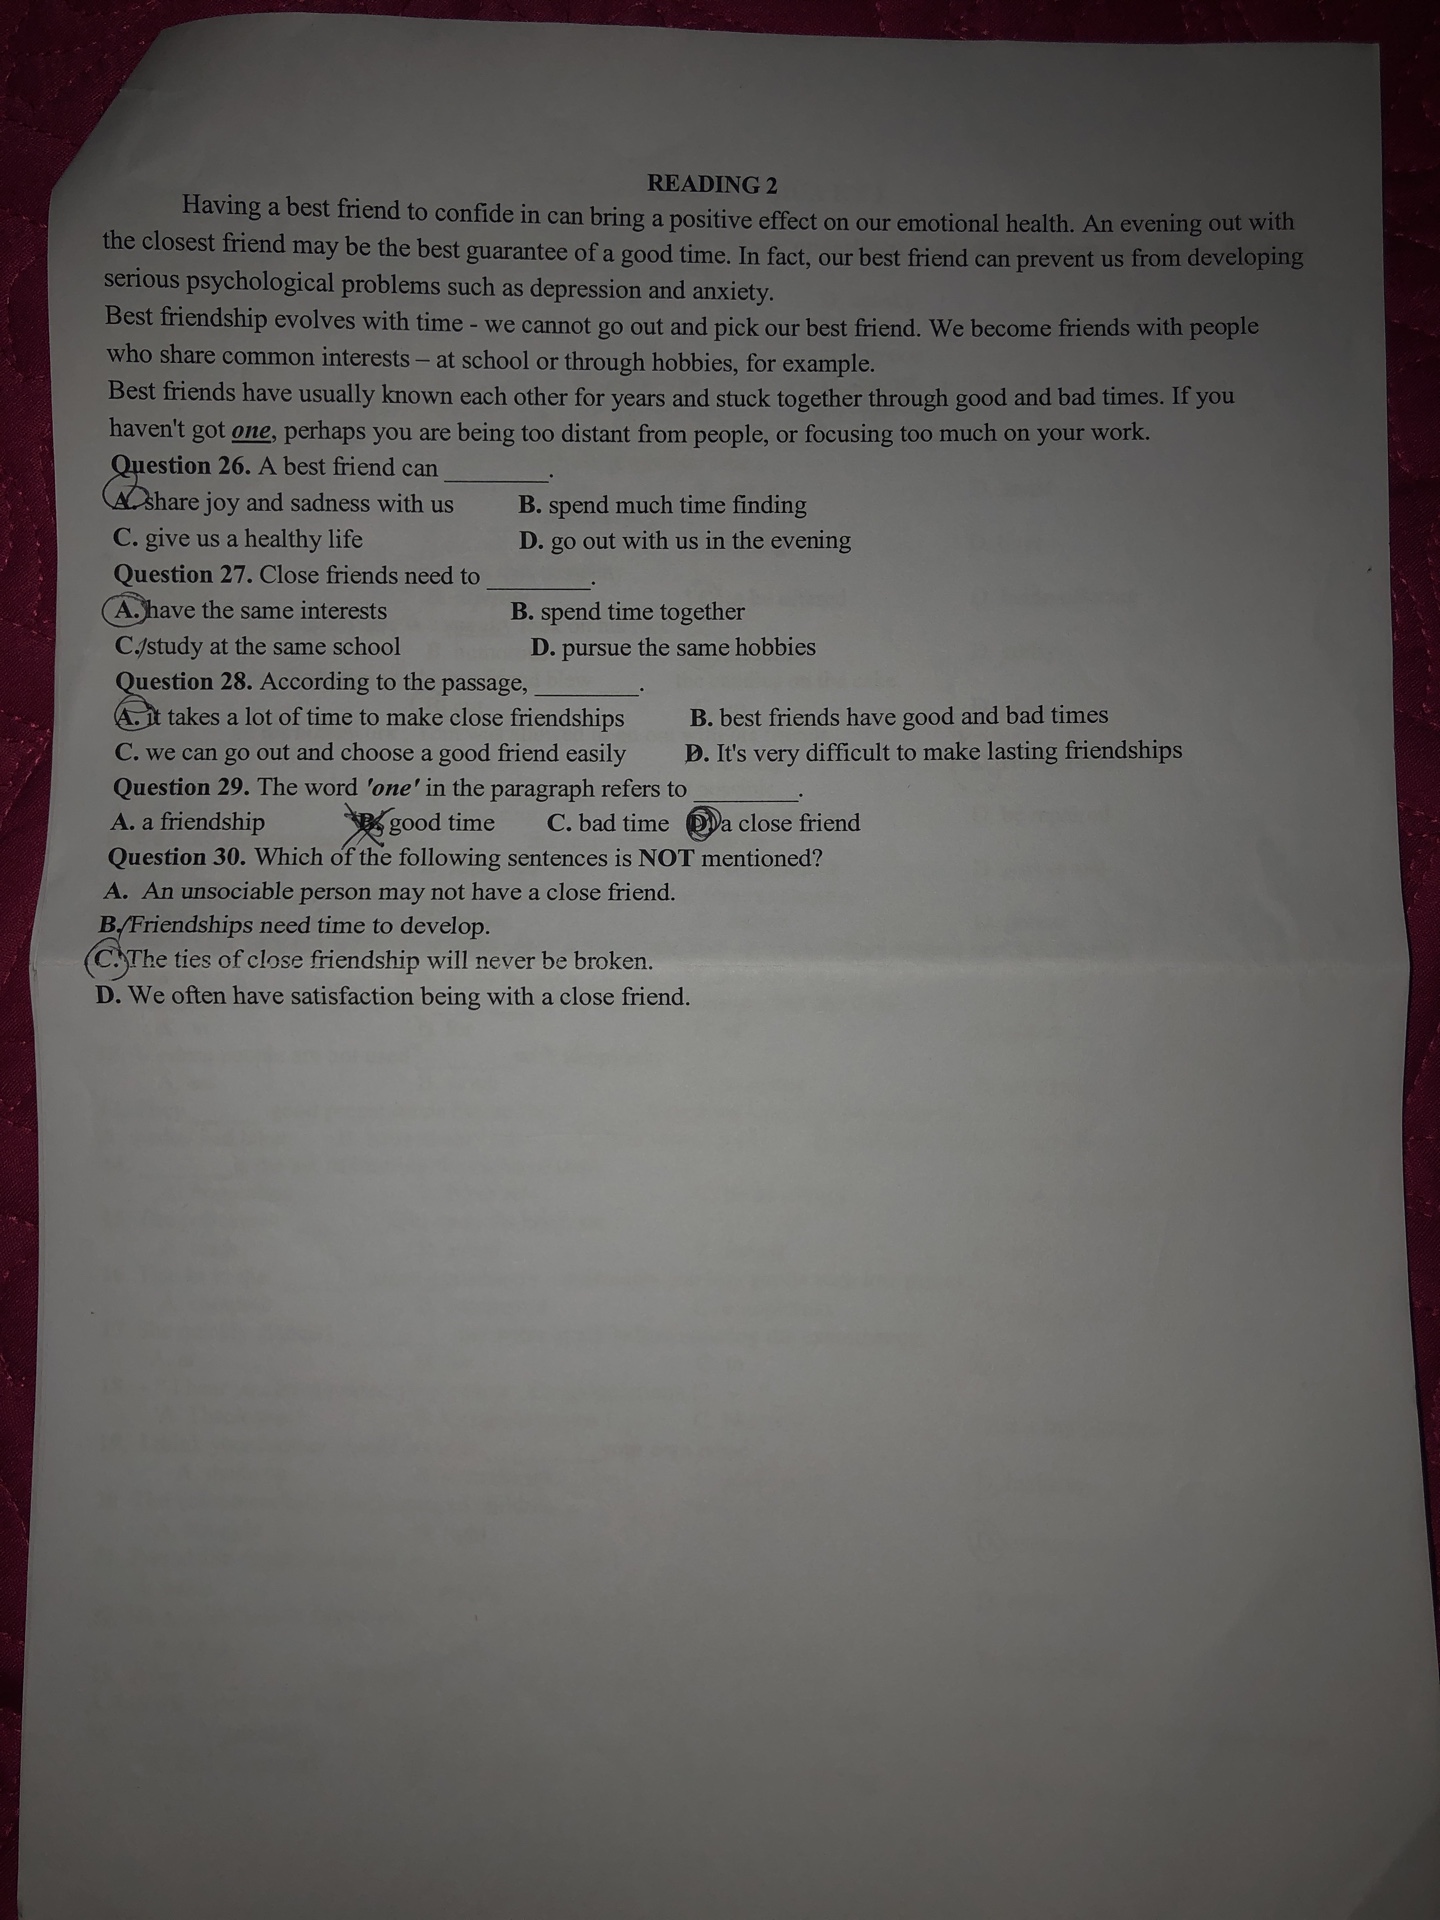 READING 2
Having a best friend to confide in can bring a positive effect on our emotional health. An evening out with
the closest friend may be the best guarantee of a good time. In fact, our best friend can prevent us from developing
serious psychological problems such as depression and anxiety.
Best friendship evolves with time - we cannot go out and pick our best friend. We become friends with people
who share common interests – at school or through hobbies, for example.
Best friends have usually known each other for years and stuck together through good and bad times. If you
haven't got one, perhaps you are being too distant from people, or focusing too much on your work.
Question 26. A best friend can ________.
A. share joy and sadness with us B. spend much time finding
C. give us a healthy life D. go out with us in the evening
Question 27. Close friends need to ________.
A. have the same interests B. spend time together
C. study at the same school D. pursue the same hobbies
Question 28. According to the passage, ________.
A. it takes a lot of time to make close friendships B. best friends have good and bad times
C. we can go out and choose a good friend easily D. It's very difficult to make lasting friendships
Question 29. The word 'one' in the paragraph refers to ________.
A. a friendship B. good time C. bad time D. a close friend
Question 30. Which of the following sentences is NOT mentioned?
A. An unsociable person may not have a close friend.
B. Friendships need time to develop.
C. The ties of close friendship will never be broken.
D. We often have satisfaction being with a close friend.